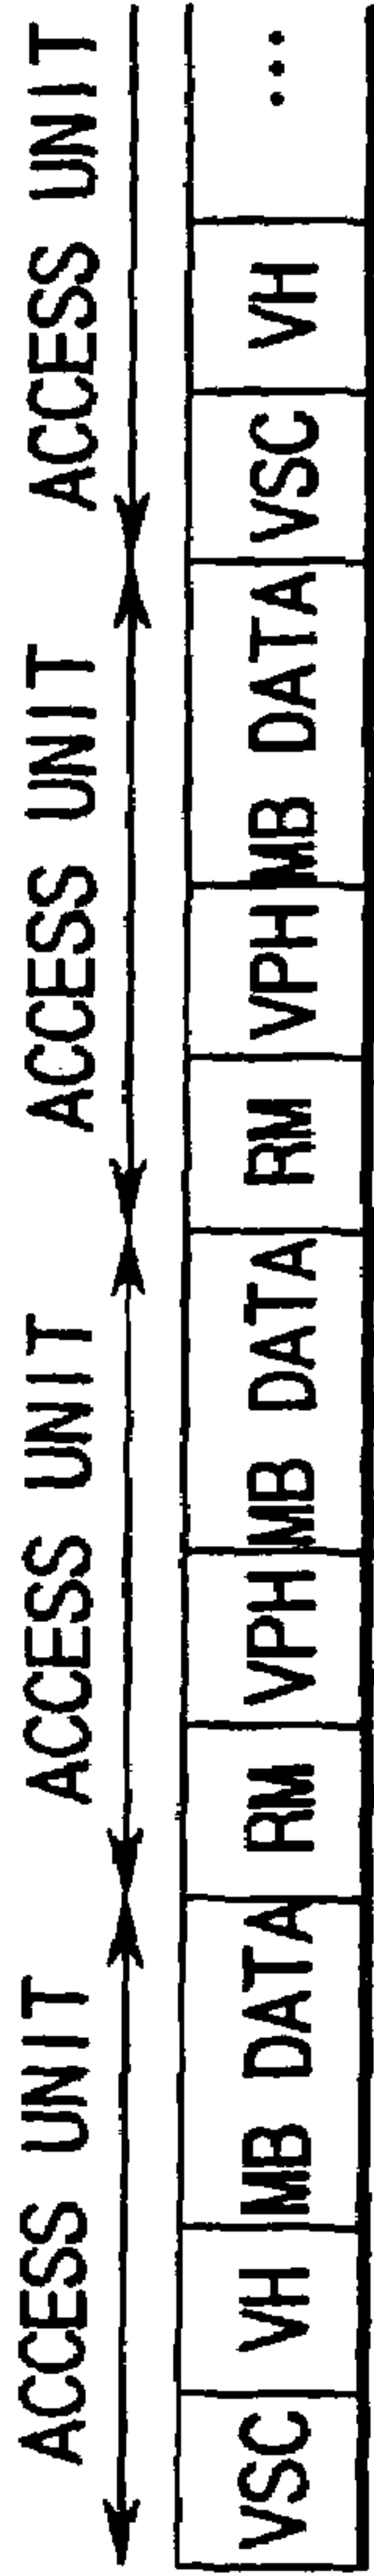 ACCESS UNIT ACCESS UNIT ACCESS UNIT ACCESS UNIT
VSC VH MB DATA RM VPH MB DATA RM VPH MB DATA VSC VH ...